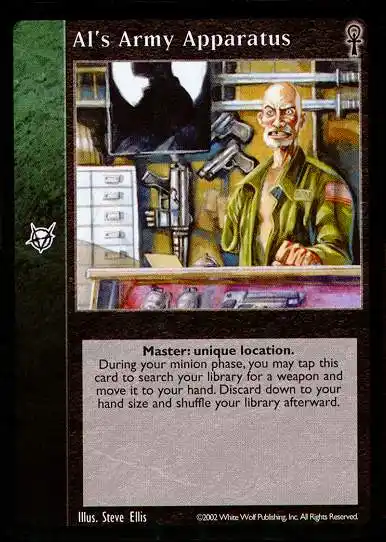 Al's Army Apparatus
Master: unique location.
During your minion phase, you may tap this
card to search your library for a weapon and
move it to your hand. Discard down to your
hand size and shuffle your library afterward.
Illus. Steve Ellis
©2002 White Wolf Publishing, Inc. All Rights Reserved.